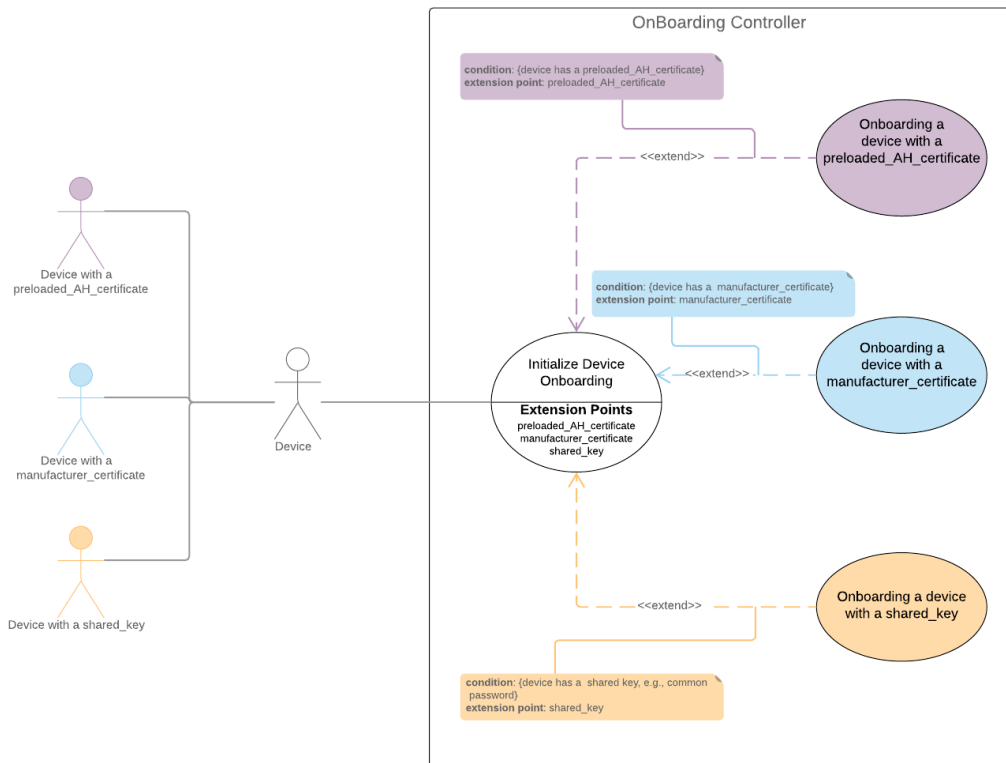 OnBoarding Controller
condition: {device has a preloaded_AH_certificate}
extension point: preloaded_AH_certificate
Onboarding a
device with a
preloaded_AH_certificate
<<extend>>
Device with a
preloaded_AH_certificate
condition: {device has a  manufacturer_certificate}
extension point: manufacturer_certificate
Onboarding a
device with a
manufacturer_certificate
<<extend>>
Initialize Device
Onboarding
Extension Points
preloaded_AH_certificate
manufacturer_certificate
shared_key
Device
Device with a
manufacturer_certificate
Onboarding a device
with a shared_key
<<extend>>
Device with a shared_key
condition: {device has a  shared key, e.g., common
password}
extension point: shared_key